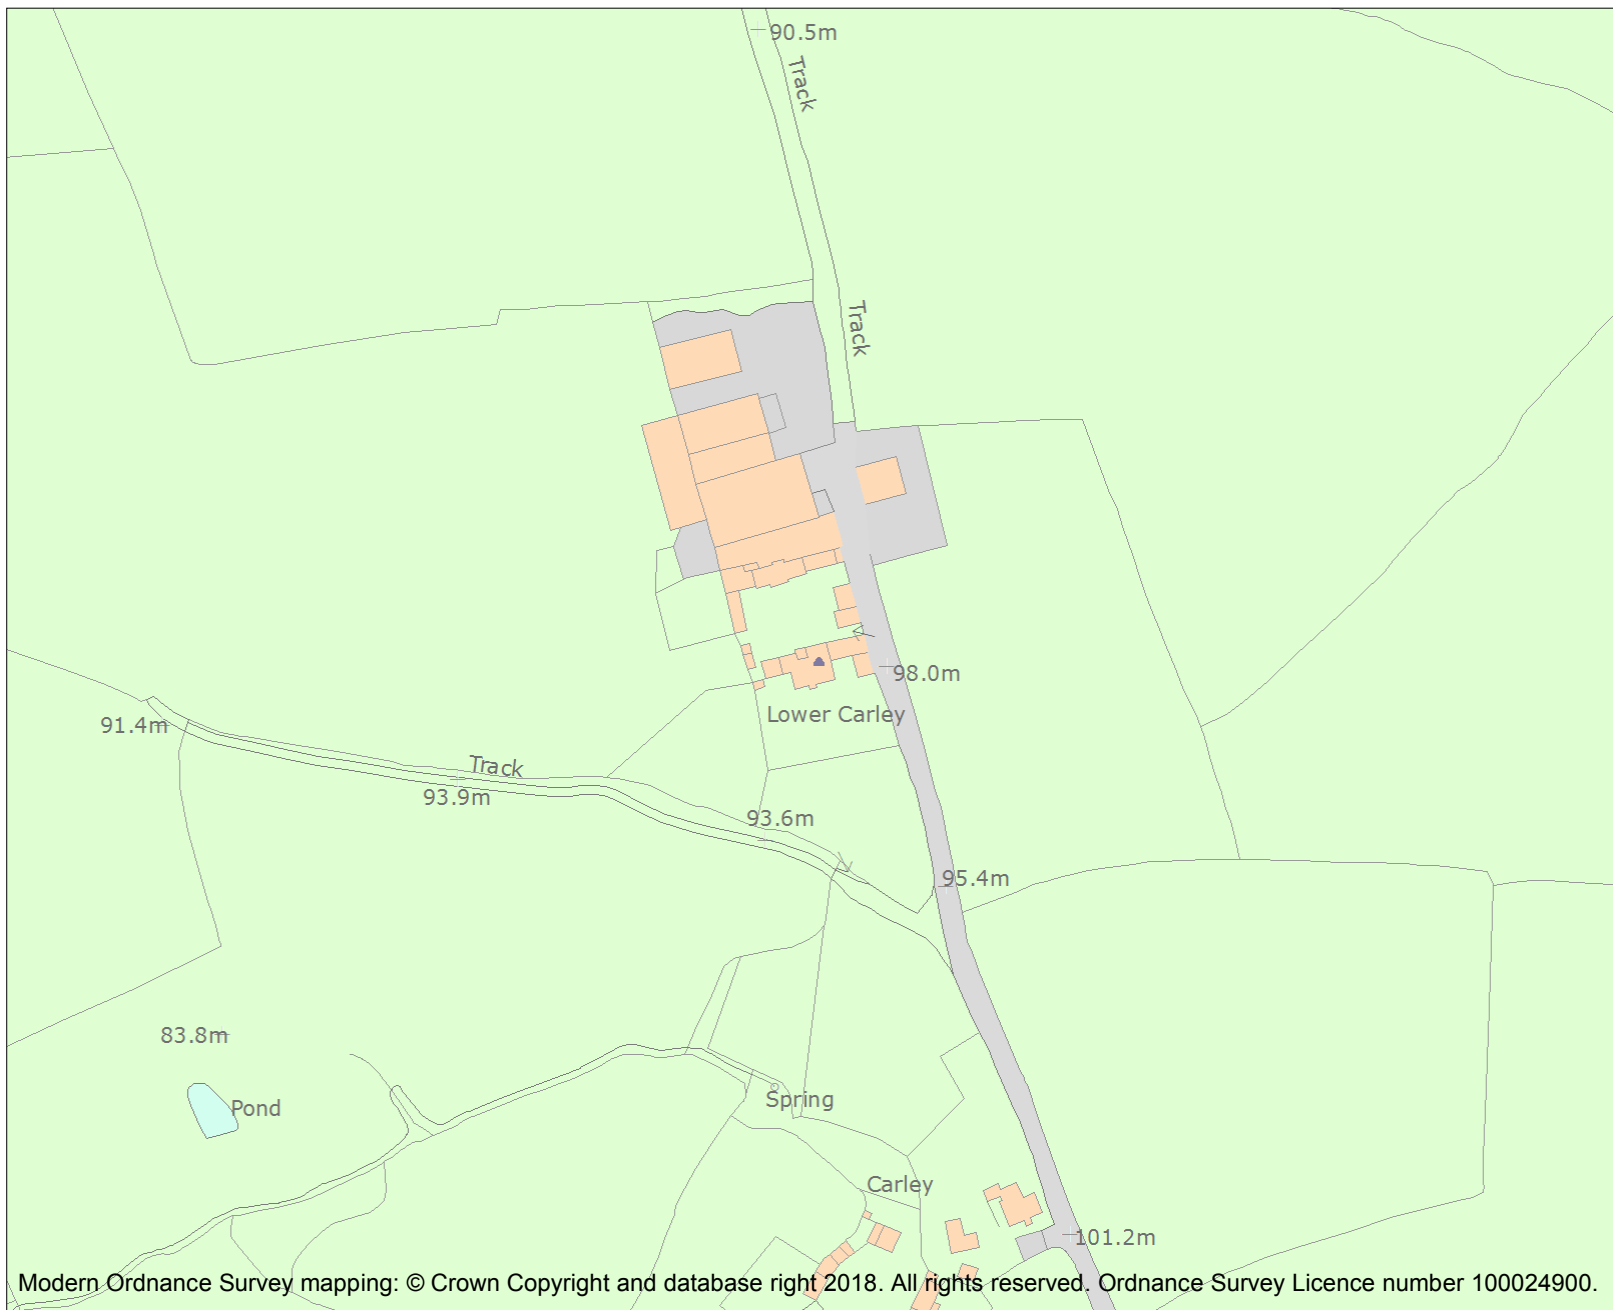 90.5m
Track
Track
98.0m
Lower Carley
91.4m
Track
93.9m
93.6m
95.4m
83.8m
Pond
Spring
Carley
101.2m
Modern Ordnance Survey mapping: © Crown Copyright and database right 2018. All rights reserved. Ordnance Survey Licence number 100024900.